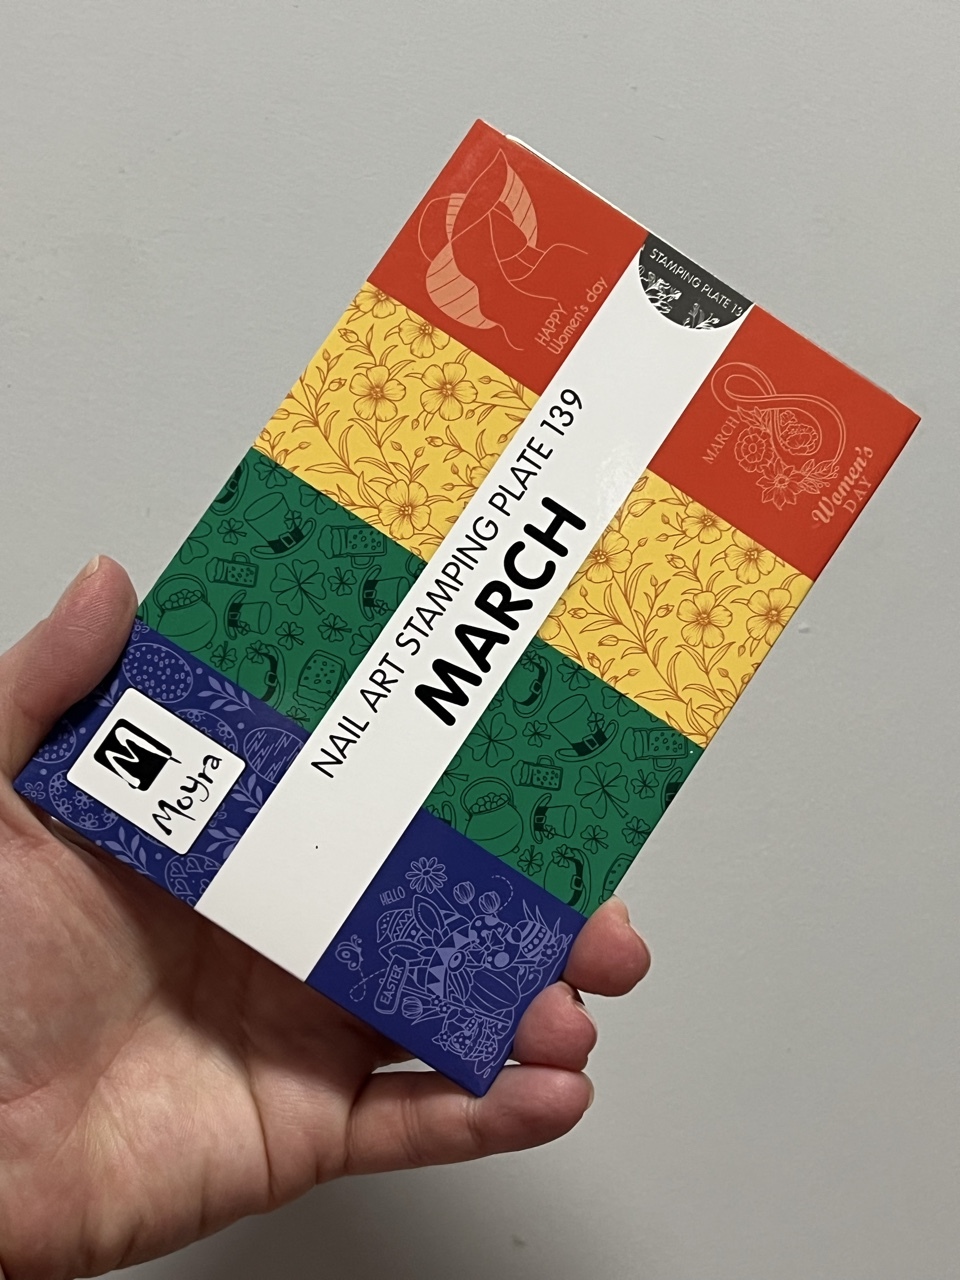 HAPPY
Women's day
STAMPING PLATE 13
MARCH
Women's
DAY
NAIL ART STAMPING PLATE 139
MARCH
M
Moyra
HELLO
EASTER